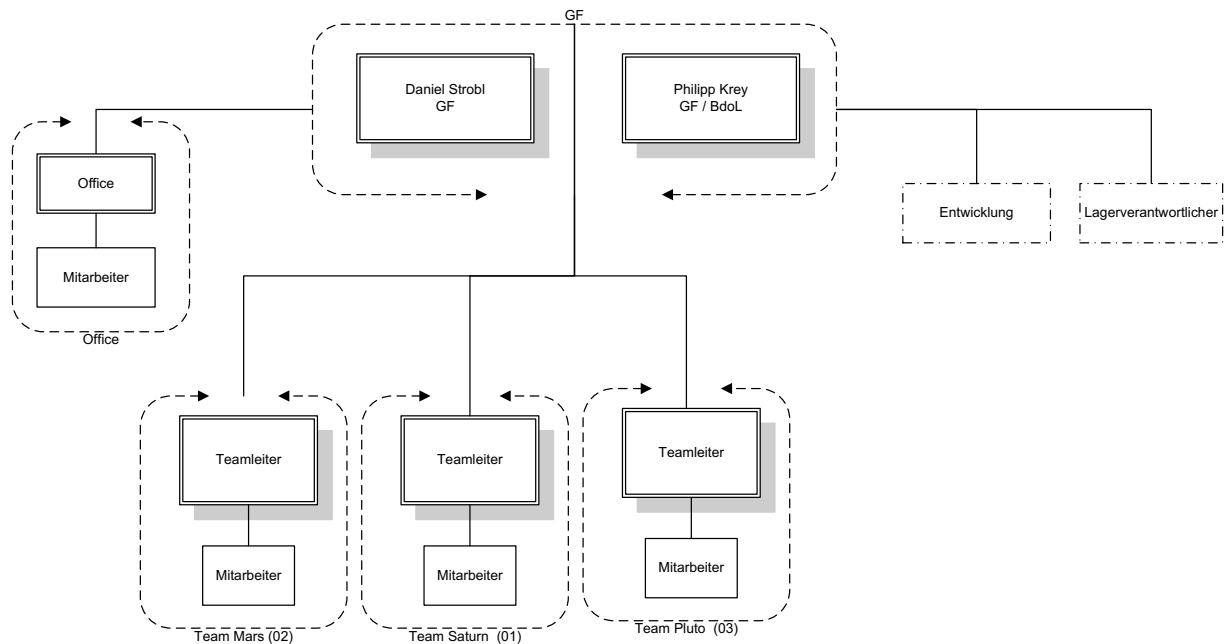 GF
Daniel Strobl
GF
Philipp Krey
GF / BdoL
Office
Mitarbeiter
Office
Entwicklung
Lagerverantwortlicher
Teamleiter
Mitarbeiter
Team Mars (02)
Teamleiter
Mitarbeiter
Team Saturn (01)
Teamleiter
Mitarbeiter
Team Pluto (03)